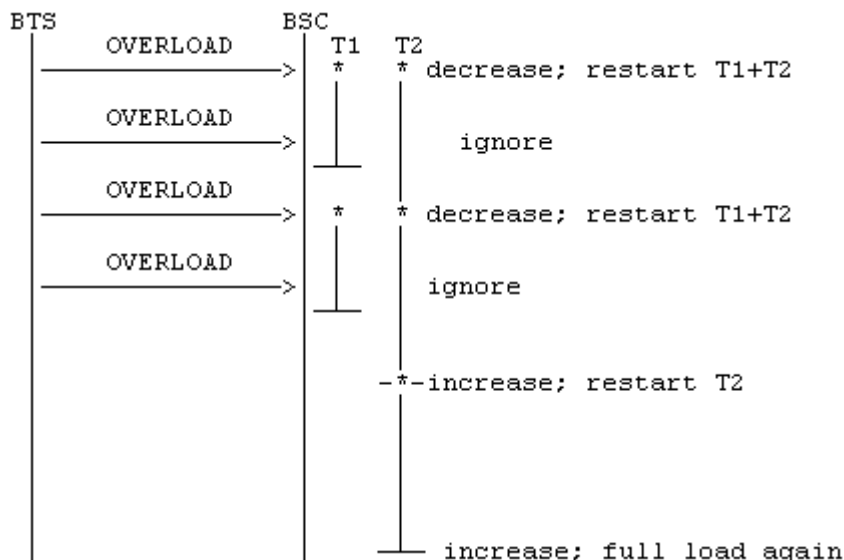 BTS BSC
OVERLOAD T1 T2
* * decrease; restart T1+T2
OVERLOAD
ignore
OVERLOAD
* * decrease; restart T1+T2
OVERLOAD
ignore
-*-increase; restart T2
increase; full load again